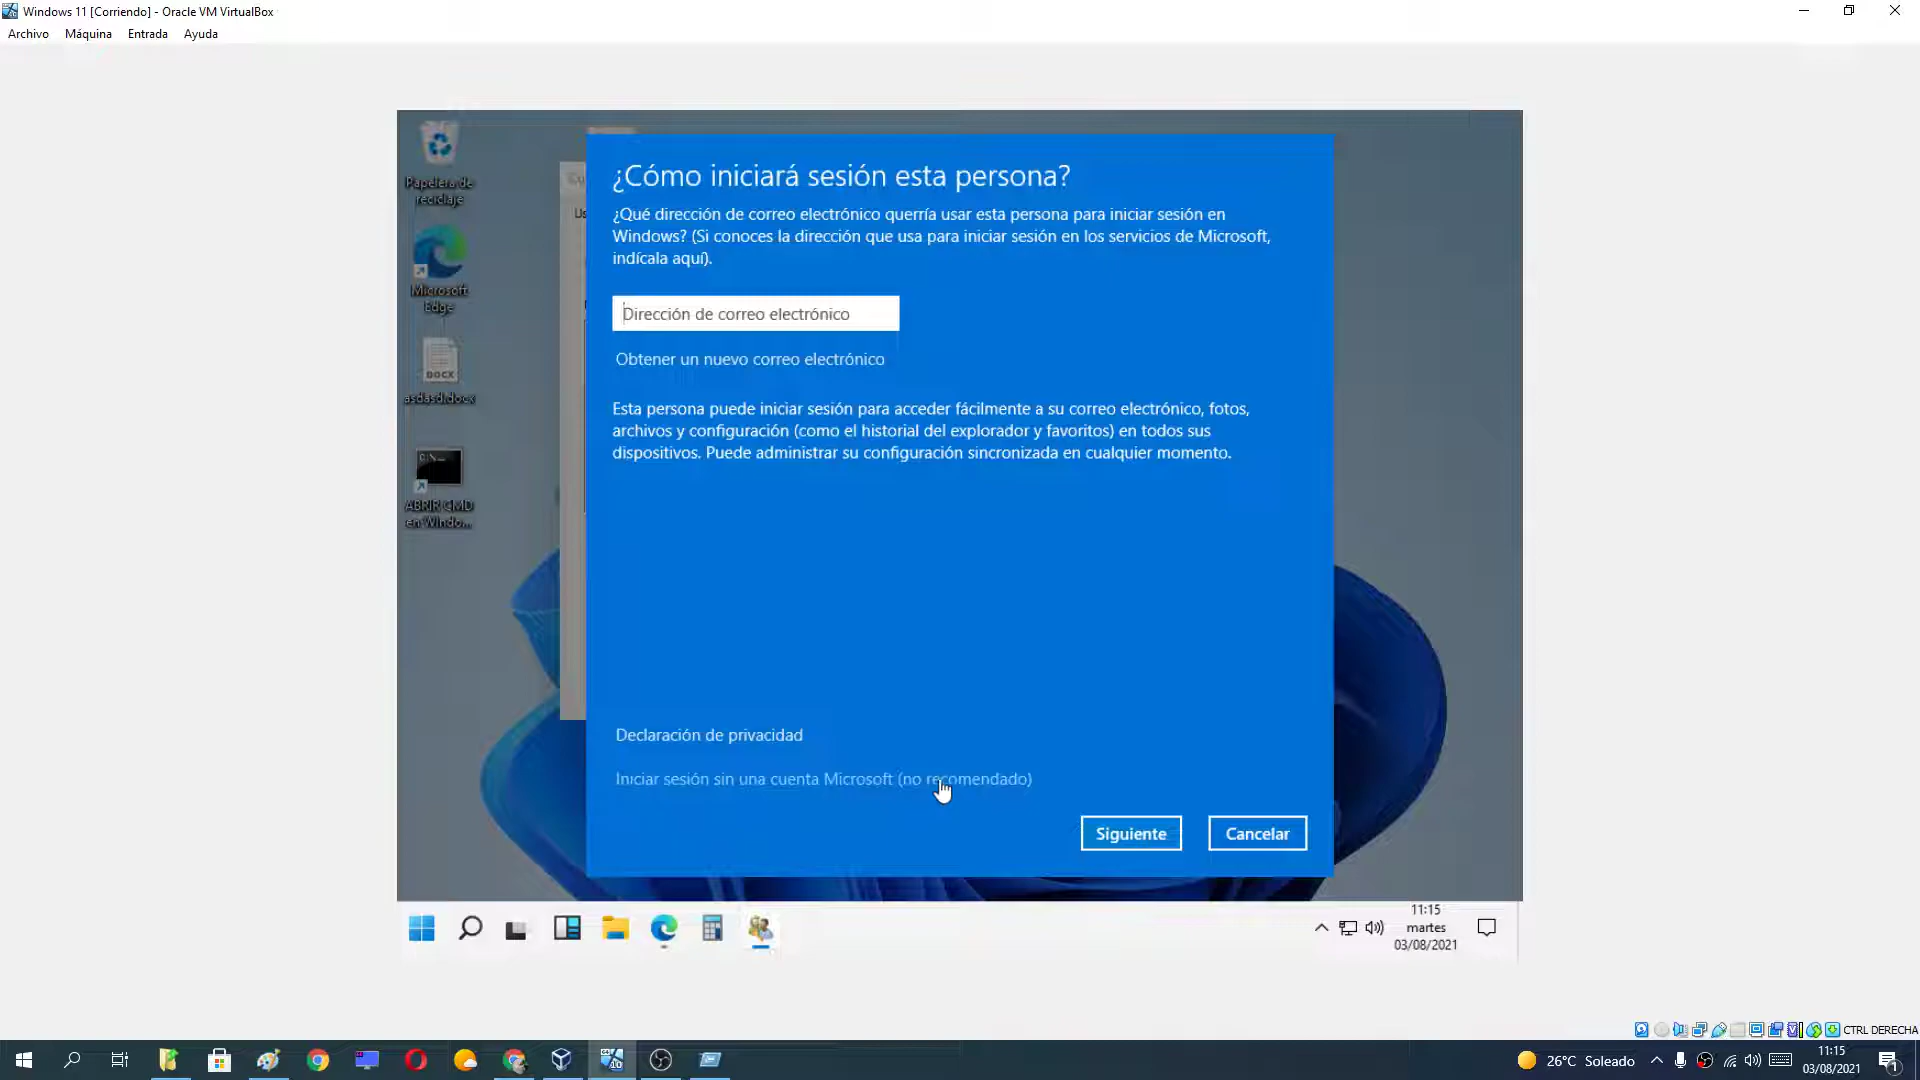 Windows 11 [Corriendo] - Oracle VM VirtualBox
Archivo Máquina Entrada Ayuda
Papelera de
reciclaje
Microsoft
Edge
DOCX
asdasd.docx
C:\
ABRIR CMD
en Windo...
Us
¿Cómo iniciará sesión esta persona?
¿Qué dirección de correo electrónico querría usar esta persona para iniciar sesión en
Windows? (Si conoces la dirección que usa para iniciar sesión en los servicios de Microsoft,
indícala aquí).
Dirección de correo electrónico
Obtener un nuevo correo electrónico
Esta persona puede iniciar sesión para acceder fácilmente a su correo electrónico, fotos,
archivos y configuración (como el historial del explorador y favoritos) en todos sus
dispositivos. Puede administrar su configuración sincronizada en cualquier momento.
Declaración de privacidad
Iniciar sesión sin una cuenta Microsoft (no recomendado)
Siguiente Cancelar
11:15
martes
03/08/2021
CTRL DERECHA
26°C Soleado
11:15
03/08/2021
1